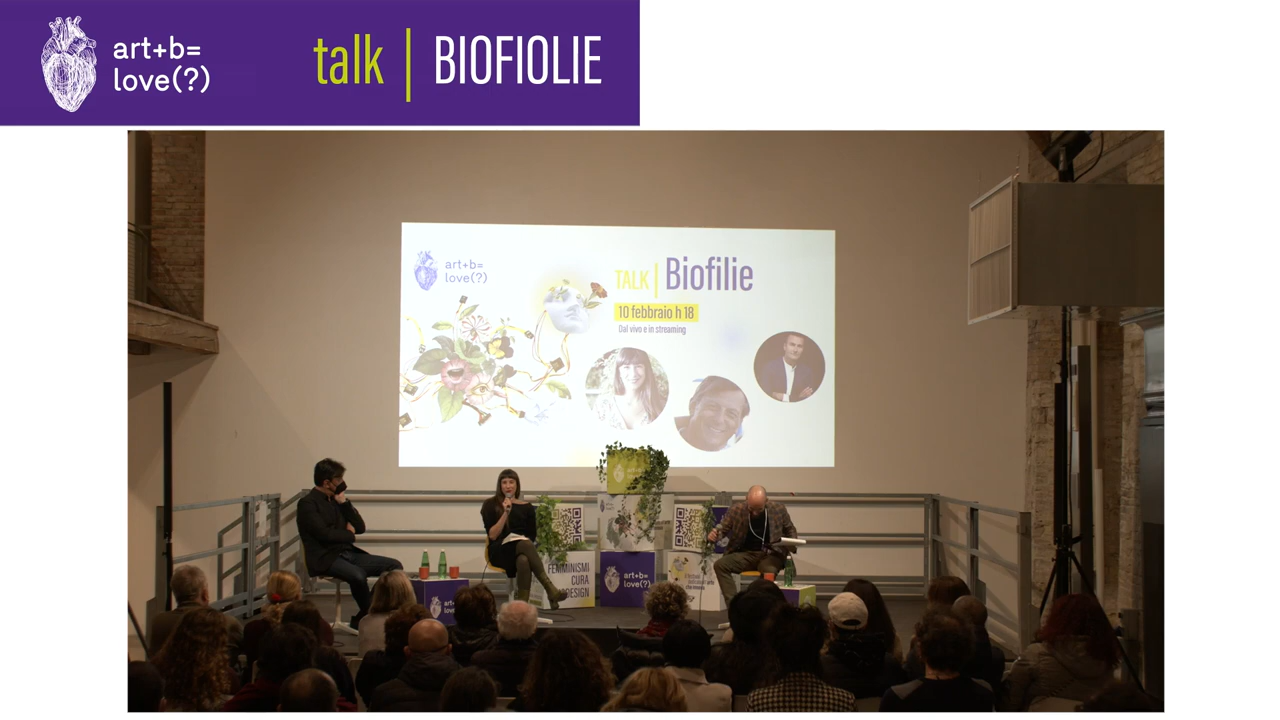 art+b=
love(?)
talk | BIOFIOLIE
art+b=
love(?)
TALK | Biofilie
10 febbraio h 18
Dal vivo e in streaming
FEMMINISMI
CURA
DESIGN
art+b=
love(?)